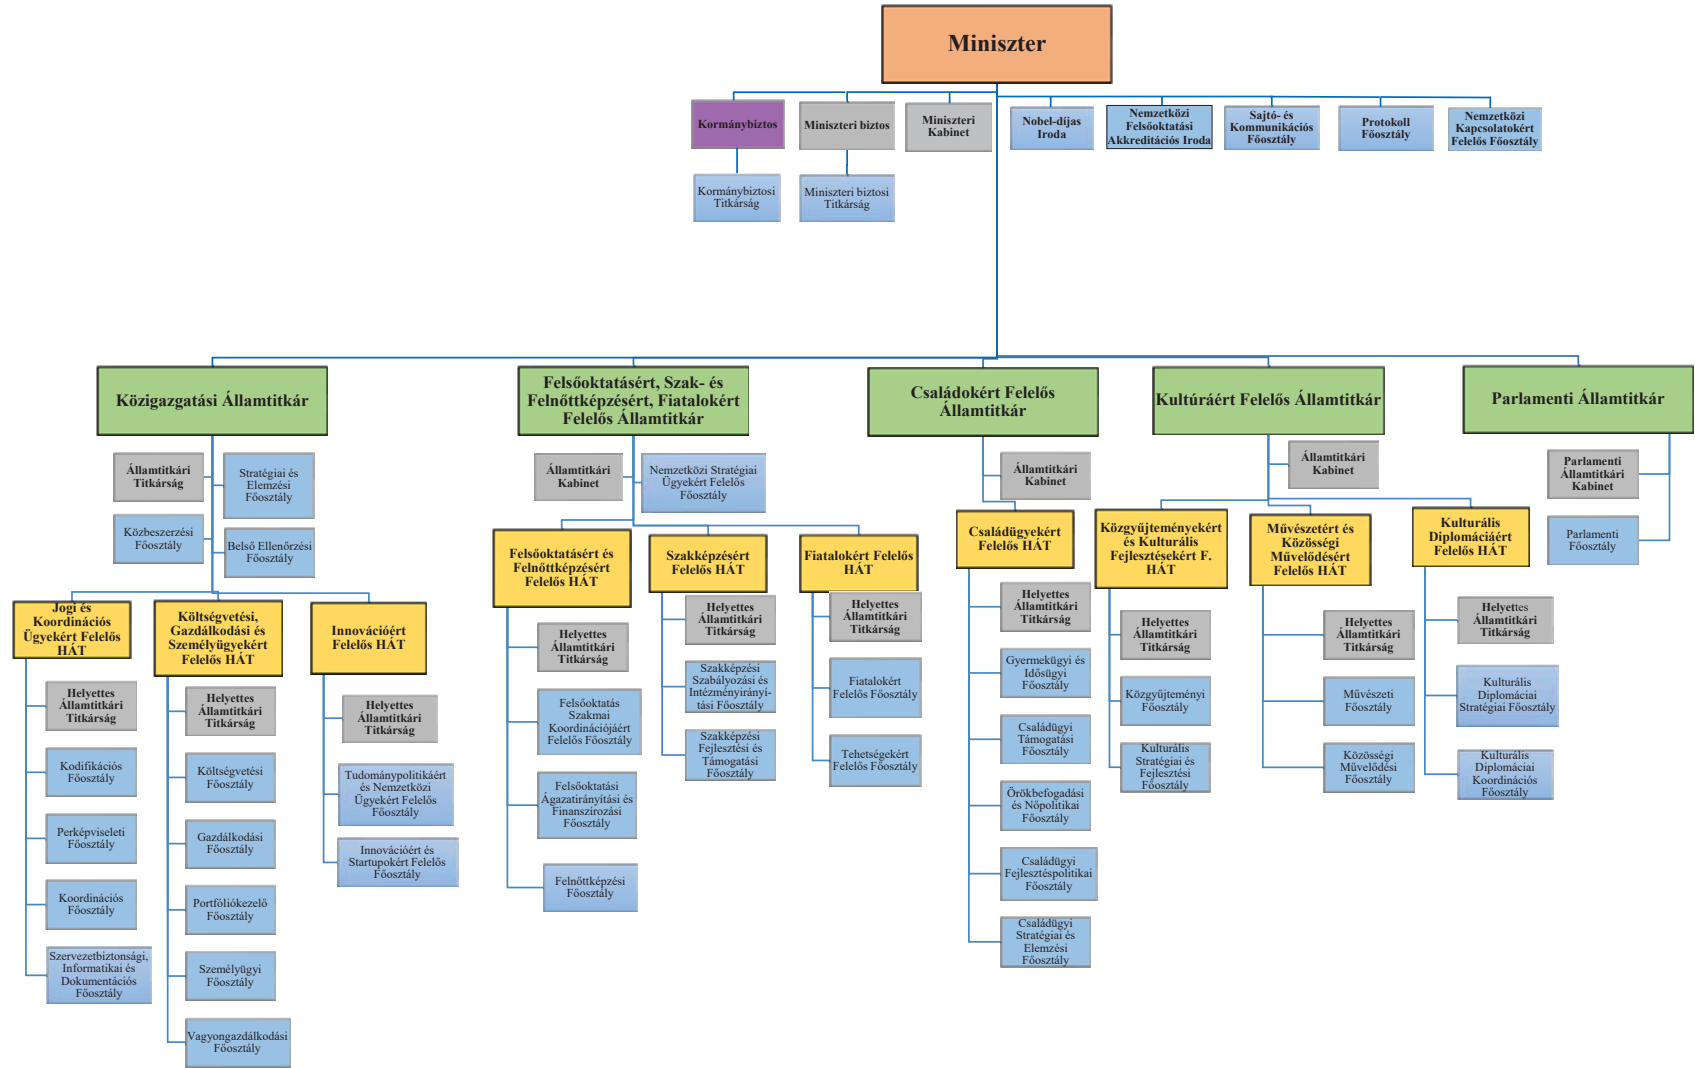 Miniszter
Kormánybiztos
Miniszteri biztos
Miniszteri
Kabinet
Nobel-díjas
Iroda
Nemzetközi
Felsőoktatási
Akkreditációs Iroda
Sajtó- és
Kommunikációs
Főosztály
Protokoll
Főosztály
Nemzetközi
Kapcsolatokért
Felelős Főosztály
Kormánybiztosi
Titkárság
Miniszteri biztosi
Titkárság
Közigazgatási Államtitkár
Felsőoktatásért, Szak- és
Felnőttképzésért, Fiatalokért
Felelős Államtitkár
Családokért Felelős
Államtitkár
Kultúráért Felelős Államtitkár
Parlamenti Államtitkár
Államtitkári
Titkárság
Stratégiai és
Elemzési
Főosztály
Közbeszerzési
Főosztály
Belső Ellenőrzési
Főosztály
Államtitkári
Kabinet
Nemzetközi Stratégiai
Ügyekért Felelős
Főosztály
Államtitkári
Kabinet
Államtitkári
Kabinet
Parlamenti
Államtitkári
Kabinet
Parlamenti
Főosztály
Jogi és
Koordinációs
Ügyekért Felelős
HÁT
Helyettes
Államtitkári
Titkárság
Kodifikációs
Főosztály
Perképviseleti
Főosztály
Koordinációs
Főosztály
Szervezetbiztonsági,
Informatikai és
Dokumentációs
Főosztály
Költségvetési,
Gazdálkodási és
Személyügyekért
Felelős HÁT
Helyettes
Államtitkári
Titkárság
Költségvetési
Főosztály
Gazdálkodási
Főosztály
Portfóliókezelő
Főosztály
Személyügyi
Főosztály
Vagyongazdálkodási
Főosztály
Innovációért
Felelős HÁT
Helyettes
Államtitkári
Titkárság
Tudománypolitikáért
és Nemzetközi
Ügyekért Felelős
Főosztály
Innovációért és
Startupokért Felelős
Főosztály
Felsőoktatásért és
Felnőttképzésért
Felelős HÁT
Helyettes
Államtitkári
Titkárság
Felsőoktatás
Szakmai
Koordinációjáért
Felelős Főosztály
Felsőoktatási
Ágazatirányítási és
Finanszírozási
Főosztály
Felnőttképzési
Főosztály
Szakképzésért
Felelős HÁT
Helyettes
Államtitkári
Titkárság
Szakképzési
Szabályozási és
Intézményirányí-
tási Főosztály
Szakképzési
Fejlesztési és
Támogatási
Főosztály
Fiatalokért Felelős
HÁT
Helyettes
Államtitkári
Titkárság
Fiatalokért
Felelős Főosztály
Tehetségekért
Felelős Főosztály
Családügyekért
Felelős HÁT
Helyettes
Államtitkári
Titkárság
Gyermekügyi és
Idősügyi
Főosztály
Családügyi
Támogatási
Főosztály
Örökbefogadási
és Nőpolitikai
Főosztály
Családügyi
Fejlesztéspolitikai
Főosztály
Családügyi
Stratégiai és
Elemzési
Főosztály
Közgyűjteményekért
és Kulturális
Fejlesztésekért F.
HÁT
Helyettes
Államtitkári
Titkárság
Közgyűjteményi
Főosztály
Kulturális
Stratégiai és
Fejlesztési
Főosztály
Művészetért és
Közösségi
Művelődésért
Felelős HÁT
Helyettes
Államtitkári
Titkárság
Művészeti
Főosztály
Közösségi
Művelődési
Főosztály
Kulturális
Diplomáciáért
Felelős HÁT
Helyettes
Államtitkári
Titkárság
Kulturális
Diplomáciai
Stratégiai Főosztály
Kulturális
Diplomáciai
Koordinációs
Főosztály